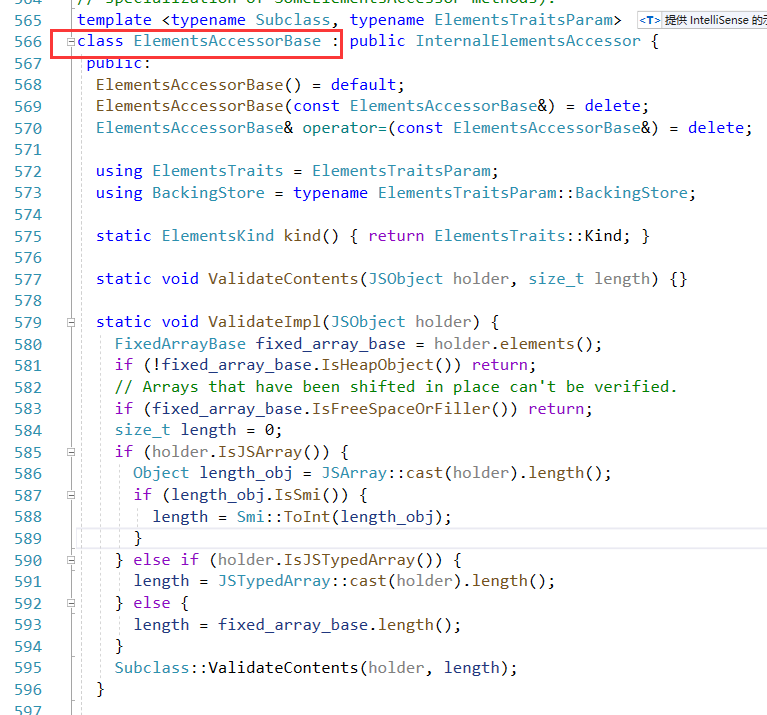 564 // specialization of SomeElementsAccessor methods).
565 template <typename Subclass, typename ElementsTraitsParam> <T> 提供 IntelliSense 的
566 class ElementsAccessorBase : public InternalElementsAccessor {
567 public:
568 ElementsAccessorBase() = default;
569 ElementsAccessorBase(const ElementsAccessorBase&) = delete;
570 ElementsAccessorBase& operator=(const ElementsAccessorBase&) = delete;
571
572 using ElementsTraits = ElementsTraitsParam;
573 using BackingStore = typename ElementsTraitsParam::BackingStore;
574
575 static ElementsKind kind() { return ElementsTraits::Kind; }
576
577 static void ValidateContents(JSObject holder, size_t length) {}
578
579 static void ValidateImpl(JSObject holder) {
580 FixedArrayBase fixed_array_base = holder.elements();
581 if (!fixed_array_base.IsHeapObject()) return;
582 // Arrays that have been shifted in place can't be verified.
583 if (fixed_array_base.IsFreeSpaceOrFiller()) return;
584 size_t length = 0;
585 if (holder.IsJSArray()) {
586 Object length_obj = JSArray::cast(holder).length();
587 if (length_obj.IsSmi()) {
588 length = Smi::ToInt(length_obj);
589 }
590 } else if (holder.IsJSTypedArray()) {
591 length = JSTypedArray::cast(holder).length();
592 } else {
593 length = fixed_array_base.length();
594 }
595 Subclass::ValidateContents(holder, length);
596 }
597